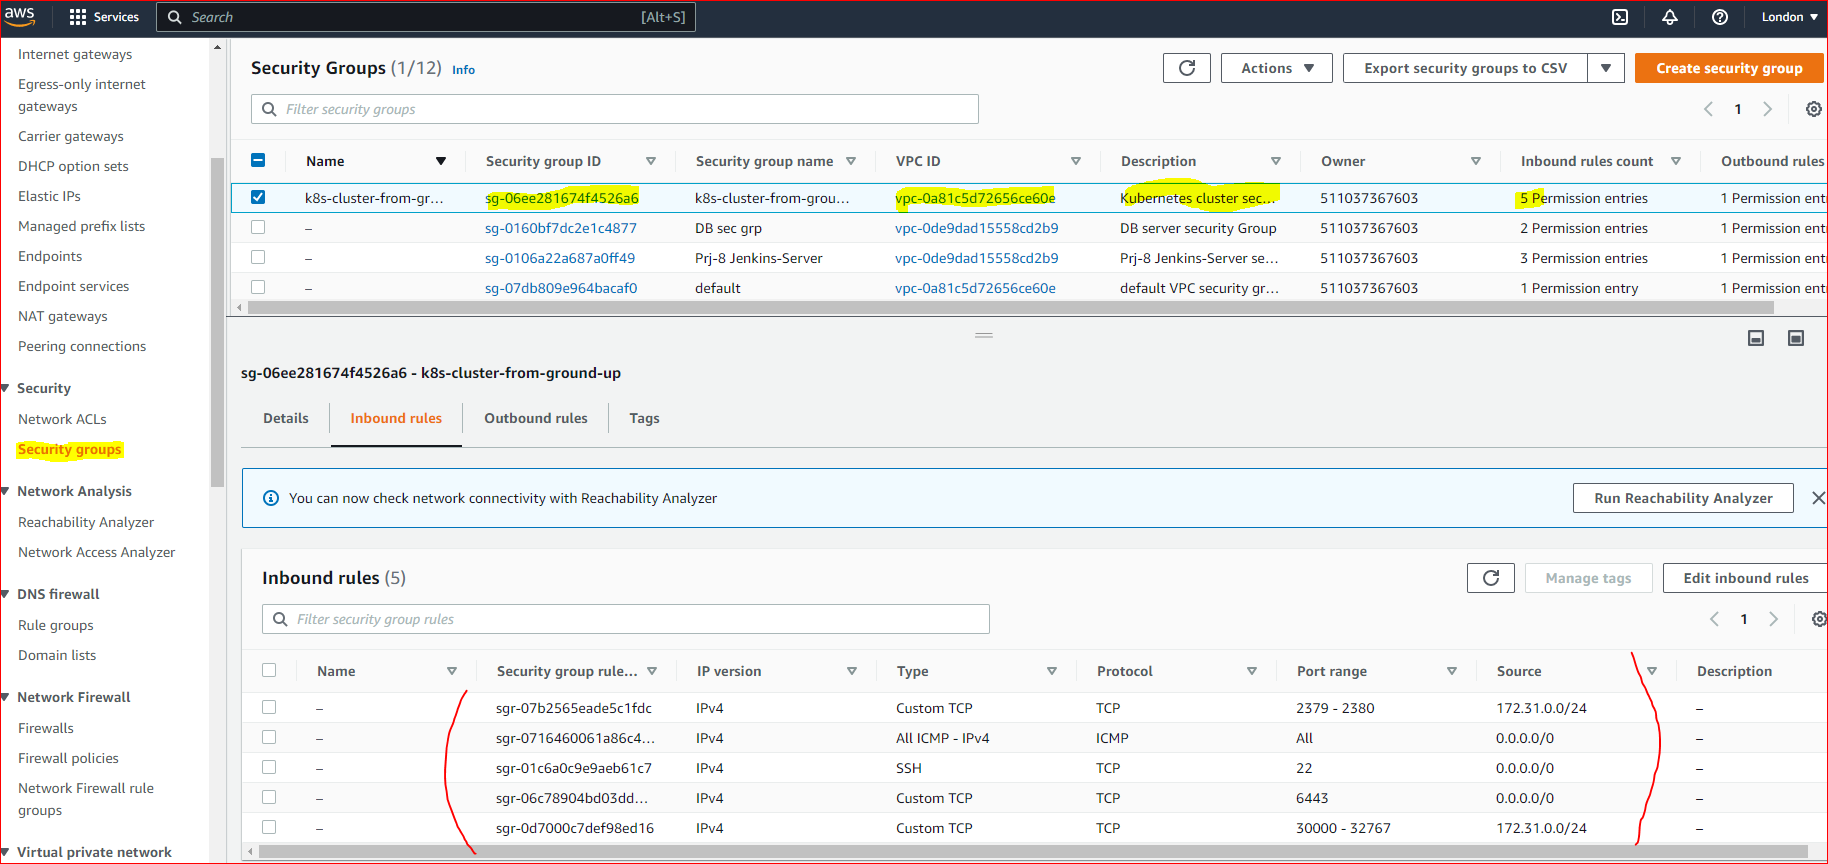 aws Services Search [Alt+S] London
Internet gateways
Egress-only internet
gateways
Carrier gateways
DHCP option sets
Elastic IPs
Managed prefix lists
Endpoints
Endpoint services
NAT gateways
Peering connections
Security
Network ACLs
Security groups
Network Analysis
Reachability Analyzer
Network Access Analyzer
DNS firewall
Rule groups
Domain lists
Network Firewall
Firewalls
Firewall policies
Network Firewall rule
groups
Virtual private network
Security Groups (1/12) Info Actions Export security groups to CSV Create security group
Filter security groups 1
Name Security group ID Security group name VPC ID Description Owner Inbound rules count Outbound rules
k8s-cluster-from-gr... sg-06ee281674f4526a6 k8s-cluster-from-grou... vpc-0a81c5d72656ce60e Kubernetes cluster sec... 511037367603 5 Permission entries 1 Permission entr
– sg-0160bf7dc2e1c4877 DB sec grp vpc-0de9dad15558cd2b9 DB server security Group 511037367603 2 Permission entries 1 Permission entr
– sg-0106a22a687a0ff49 Prj-8 Jenkins-Server vpc-0de9dad15558cd2b9 Prj-8 Jenkins-Server se... 511037367603 3 Permission entries 1 Permission entr
– sg-07db809e964bacaf0 default vpc-0a81c5d72656ce60e default VPC security gr... 511037367603 1 Permission entry 1 Permission entr
sg-06ee281674f4526a6 - k8s-cluster-from-ground-up
Details Inbound rules Outbound rules Tags
You can now check network connectivity with Reachability Analyzer Run Reachability Analyzer
Inbound rules (5) Manage tags Edit inbound rules
Filter security group rules 1
Name Security group rule... IP version Type Protocol Port range Source Description
– sgr-07b2565eade5c1fdc IPv4 Custom TCP TCP 2379 - 2380 172.31.0.0/24 –
– sgr-0716460061a86c4... IPv4 All ICMP - IPv4 ICMP All 0.0.0.0/0 –
– sgr-01c6a0c9e9aeb61c7 IPv4 SSH TCP 22 0.0.0.0/0 –
– sgr-06c78904bd03dd... IPv4 Custom TCP TCP 6443 0.0.0.0/0 –
– sgr-0d7000c7def98ed16 IPv4 Custom TCP TCP 30000 - 32767 172.31.0.0/24 –